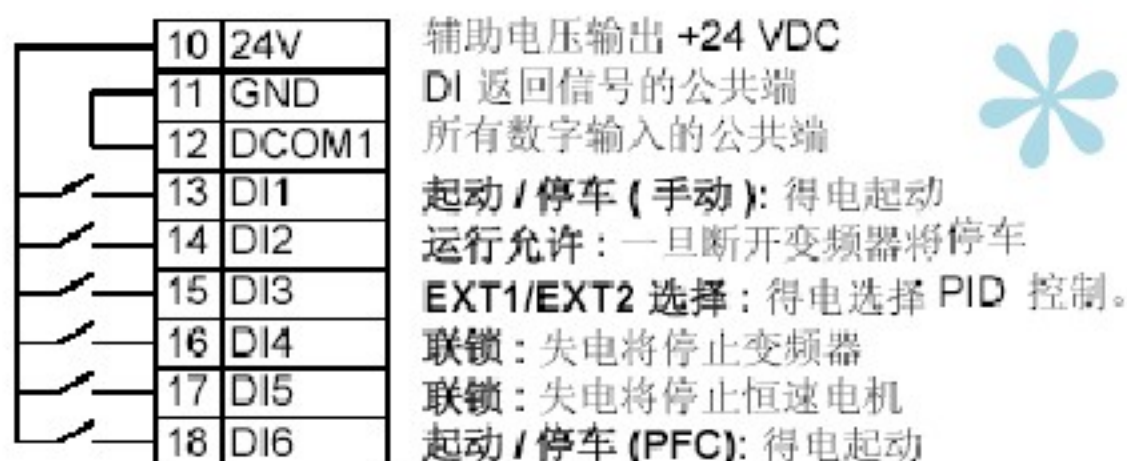 10 24V 辅助电压输出 +24 VDC
11 GND DI 返回信号的公共端
12 DCOM1 所有数字输入的公共端
13 DI1 起动 / 停车 ( 手动 ): 得电起动
14 DI2 运行允许 : 一旦断开变频器将停车
15 DI3 EXT1/EXT2 选择 : 得电选择 PID 控制。
16 DI4 联锁 : 失电将停止变频器
17 DI5 联锁 : 失电将停止恒速电机
18 DI6 起动 / 停车 (PFC): 得电起动